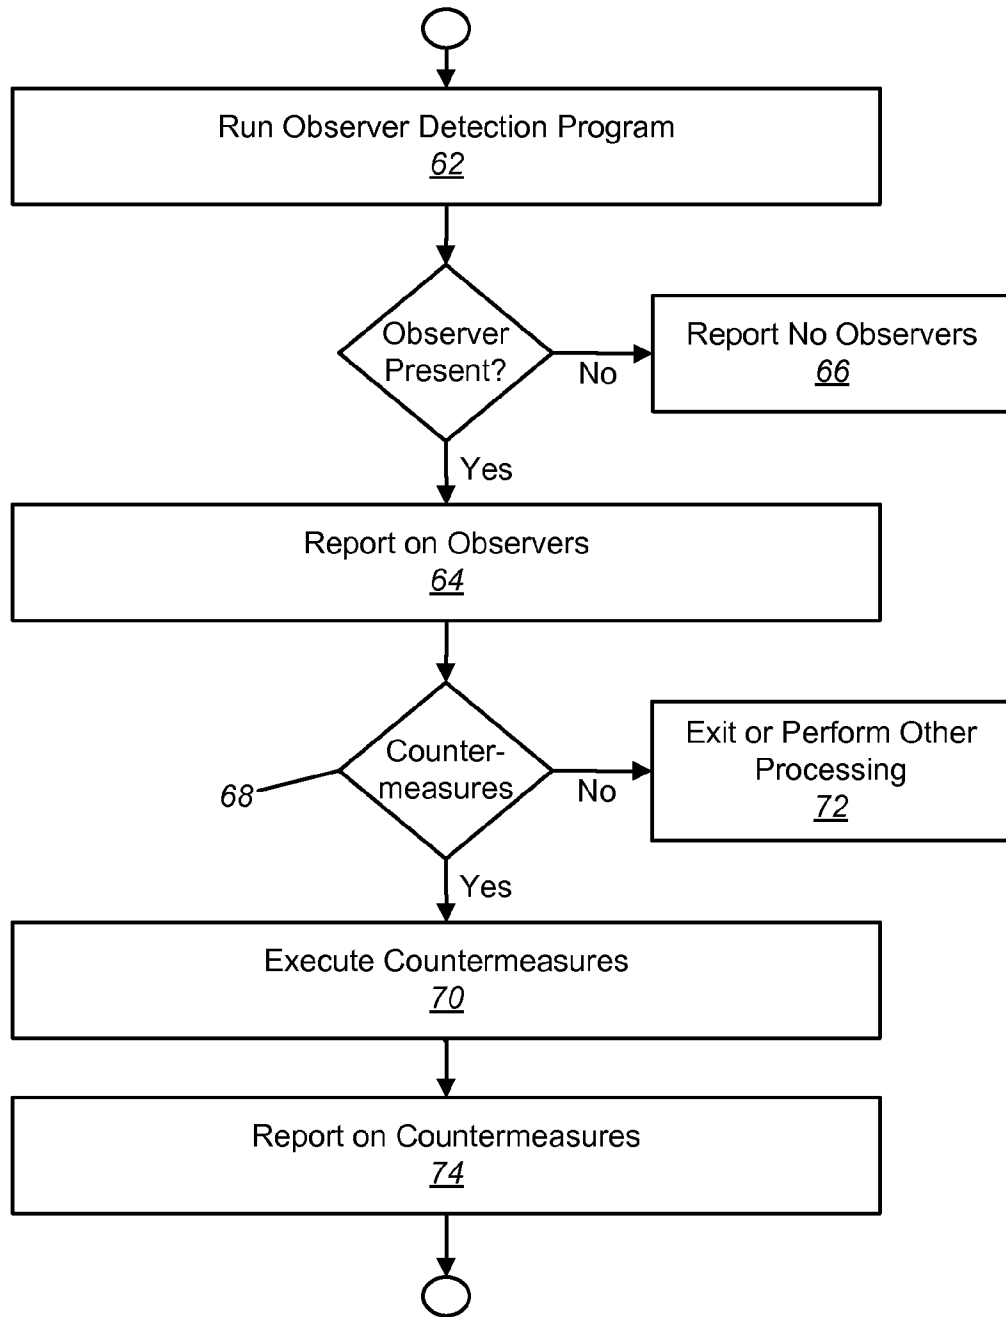 Run Observer Detection Program
62
Observer
Present?
No
Report No Observers
66
Yes
Report on Observers
64
Counter-
measures
68
No
Exit or Perform Other
Processing
72
Yes
Execute Countermeasures
70
Report on Countermeasures
74